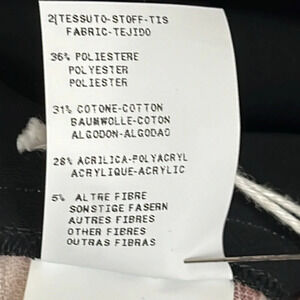 2|TESSUTO-STOFF-TIS
FABRIC-TEJIDO
36% POLIESTERE
POLYESTER
POLIESTER
31% COTONE-COTTON
BAUMWOLLE-COTON
ALGODON-ALGODAO
28% ACRILICA-POLYACRYL
ACRYLIQUE-ACRYLIC
5% ALTRE FIBRE
SONSTIGE FASERN
AUTRES FIBRES
OTHER FIBRES
OUTRAS FIBRAS